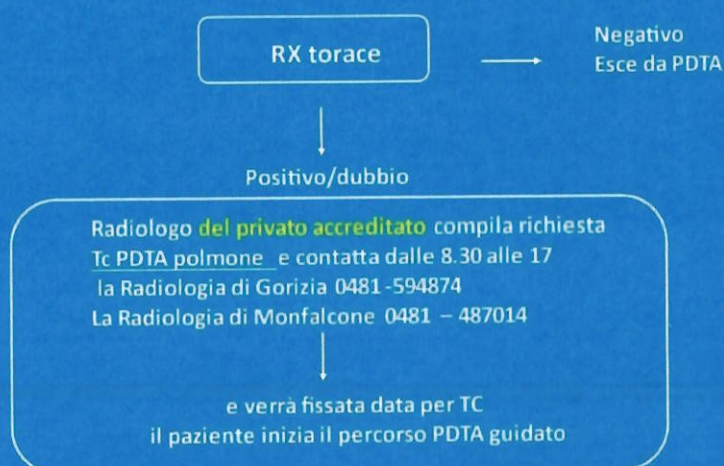 RX torace
Negativo
Esce da PDTA
Positivo/dubbio
Radiologo del privato accreditato compila richiesta
Tc PDTA polmone e contatta dalle 8.30 alle 17
la Radiologia di Gorizia 0481-594874
La Radiologia di Monfalcone 0481 – 487014
e verrà fissata data per TC
il paziente inizia il percorso PDTA guidato